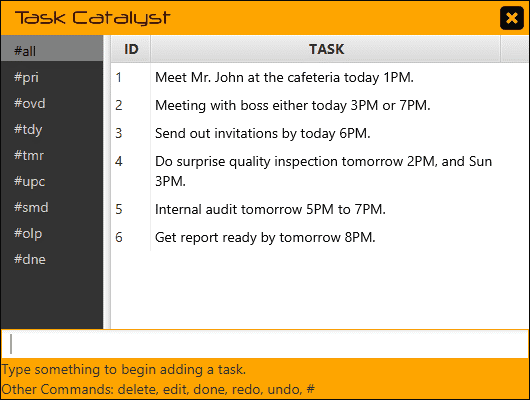 Task Catalyst
#all
#pri
#ovd
#tdy
#tmr
#upc
#smd
#olp
#dne
ID TASK
1 Meet Mr. John at the cafeteria today 1PM.
2 Meeting with boss either today 3PM or 7PM.
3 Send out invitations by today 6PM.
4 Do surprise quality inspection tomorrow 2PM, and Sun
3PM.
5 Internal audit tomorrow 5PM to 7PM.
6 Get report ready by tomorrow 8PM.
Type something to begin adding a task.
Other Commands: delete, edit, done, redo, undo, #